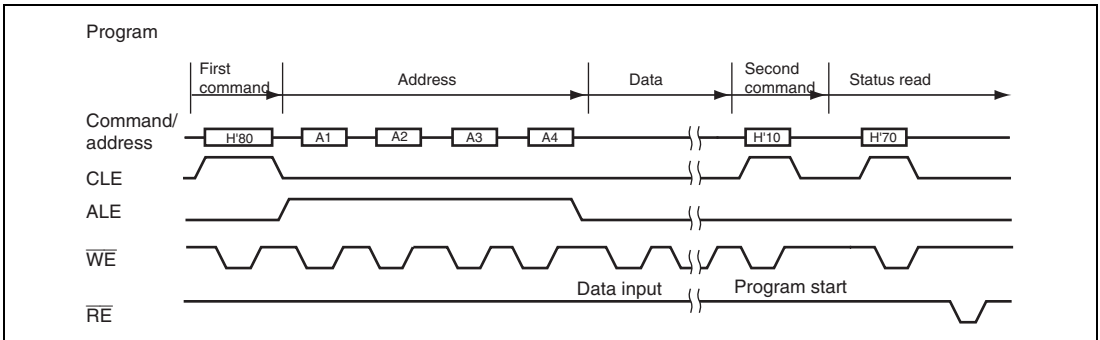 Program
First command
Address
Data
Second command
Status read
Command/
address
H'80
A1
A2
A3
A4
H'10
H'70
CLE
ALE
WE
Data input
Program start
RE